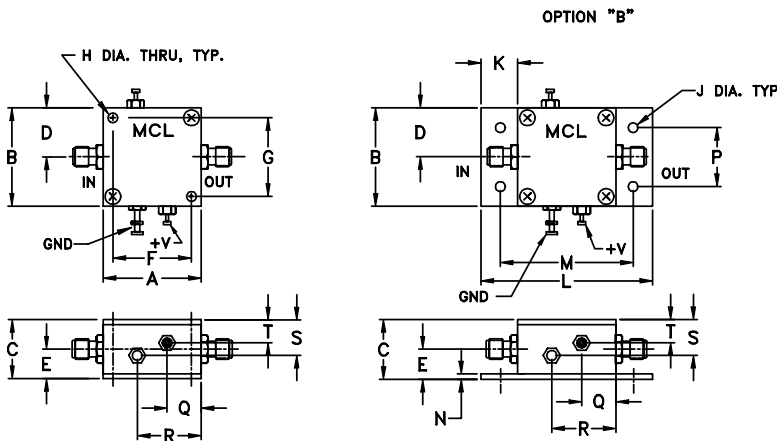 OPTION "B"
H DIA. THRU, TYP.
K
J DIA. TYP
D
B
MCL
G
IN
OUT
GND
+V
F
A
D
B
MCL
P
IN
OUT
+V
GND
M
L
C
E
T
S
Q
R
C
E
N
T
S
Q
R